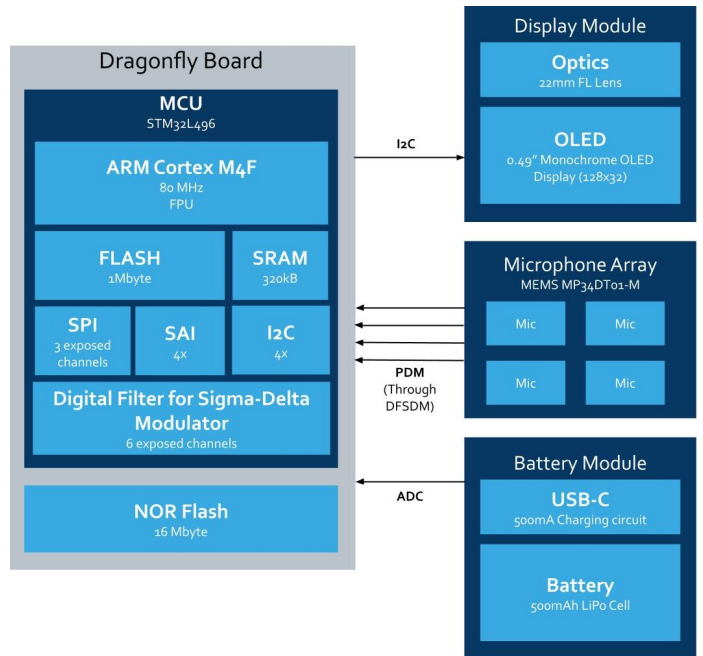 Dragonfly Board
MCU
STM32L496
ARM Cortex M4F
80 MHz
FPU
FLASH
1Mbyte
SRAM
320kB
SPI
3 exposed
channels
SAI
4x
I2C
4x
Digital Filter for Sigma-Delta
Modulator
6 exposed channels
NOR Flash
16 Mbyte
I2C
PDM
(Through
DFSDM)
ADC
Display Module
Optics
22mm FL Lens
OLED
0.49" Monochrome OLED
Display (128x32)
Microphone Array
MEMS MP34DT01-M
Mic
Mic
Mic
Mic
Battery Module
USB-C
500mA Charging circuit
Battery
500mAh LiPo Cell